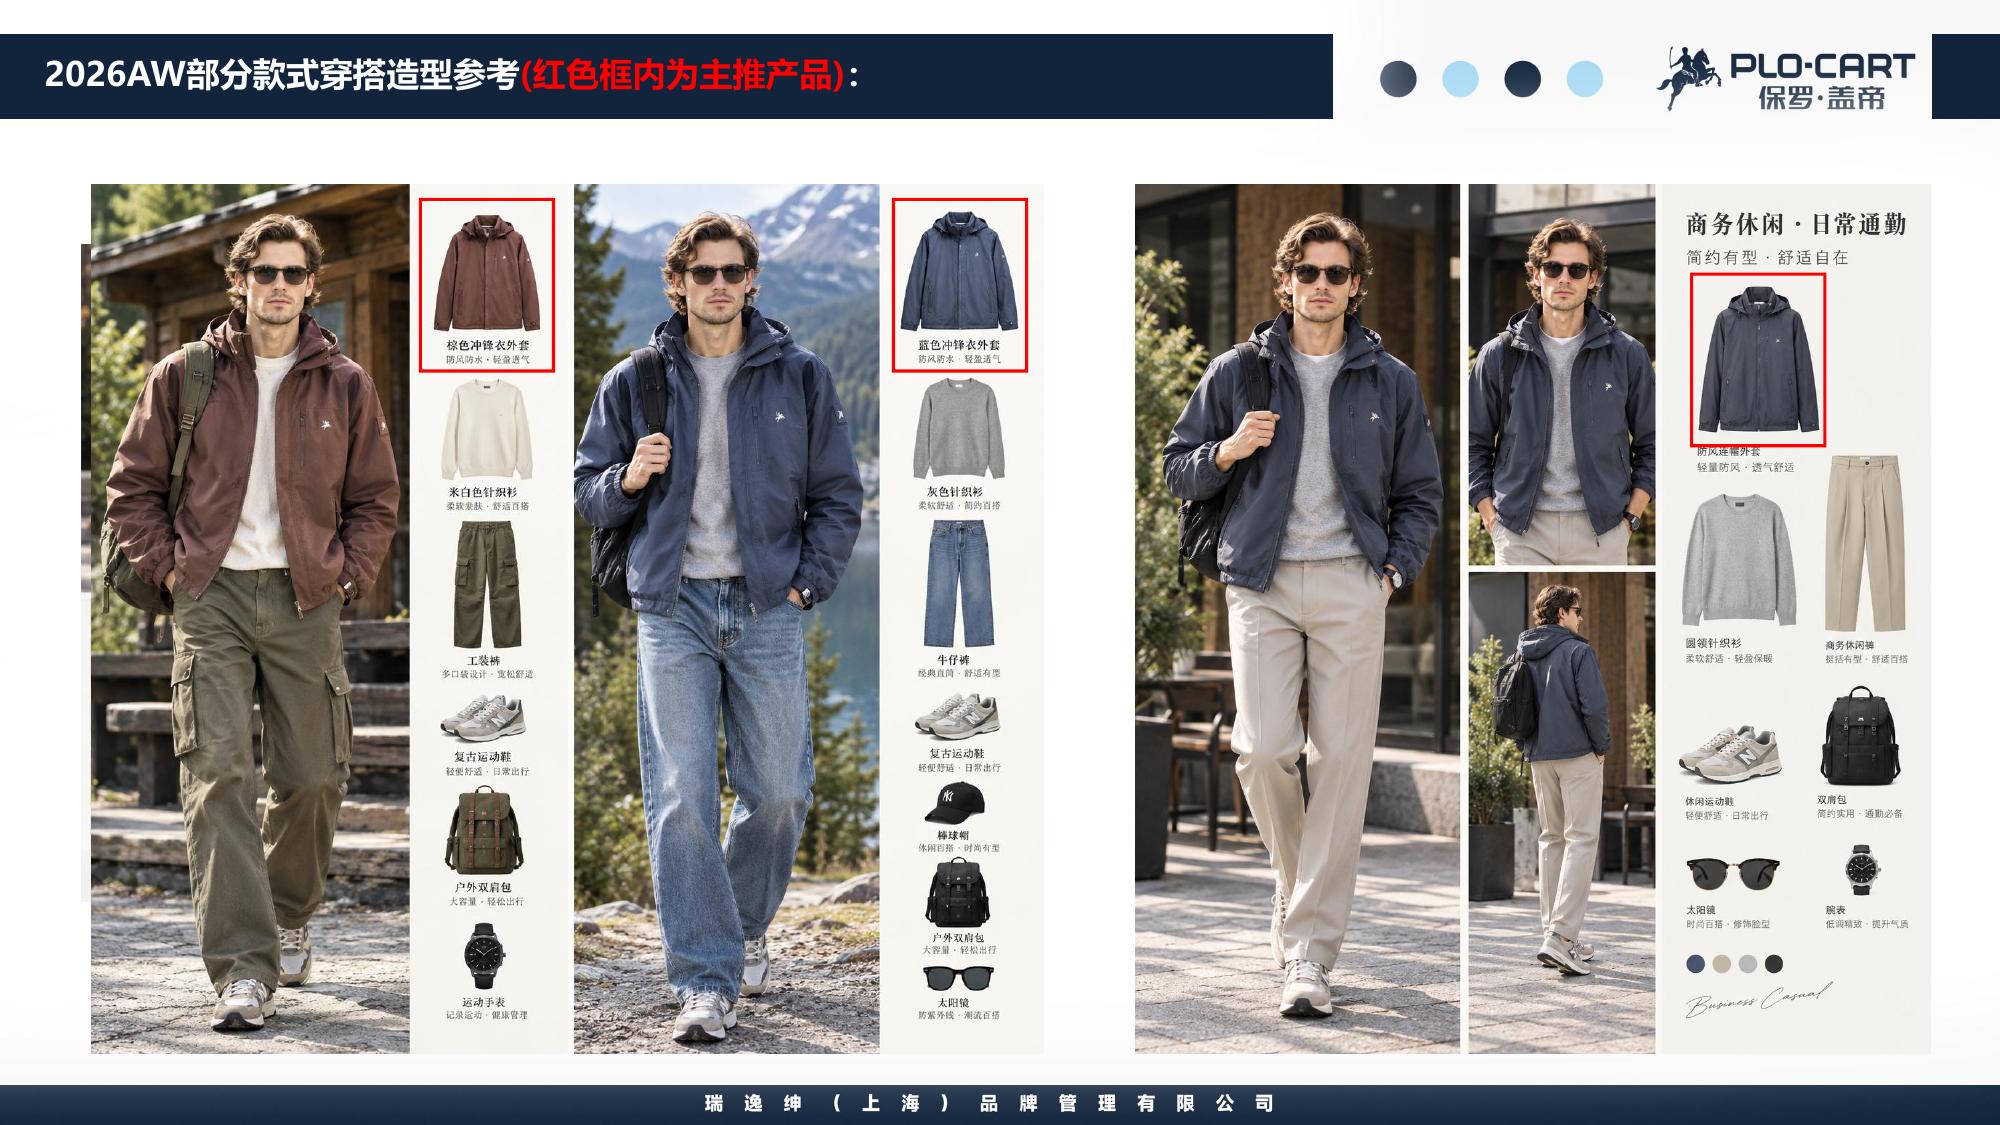 2026AW部分款式穿搭造型参考(红色框内为主推产品)：
PLO·CART
保罗·盖帝
棕色冲锋衣外套
防风防水·轻盈透气
米白色针织衫
柔软亲肤·舒适百搭
工装裤
多口袋设计·宽松舒适
复古运动鞋
轻便舒适·日常出行
户外双肩包
大容量·轻松出行
运动手表
记录运动·健康管理
蓝色冲锋衣外套
防风防水·轻盈透气
灰色针织衫
柔软舒适·简约百搭
牛仔裤
经典直筒·舒适有型
复古运动鞋
轻便舒适·日常出行
棒球帽
休闲百搭·时尚有型
户外双肩包
大容量·轻松出行
太阳镜
防紫外线·潮流百搭
商务休闲·日常通勤
简约有型·舒适自在
防风连帽外套
轻量防风·透气舒适
圆领针织衫
柔软舒适·轻盈保暖
商务休闲裤
挺括有型·舒适百搭
休闲运动鞋
轻便舒适·日常出行
双肩包
简约实用·通勤必备
太阳镜
时尚百搭·修饰脸型
腕表
低调精致·提升气质
Business Casual
瑞逸绅（上海）品牌管理有限公司